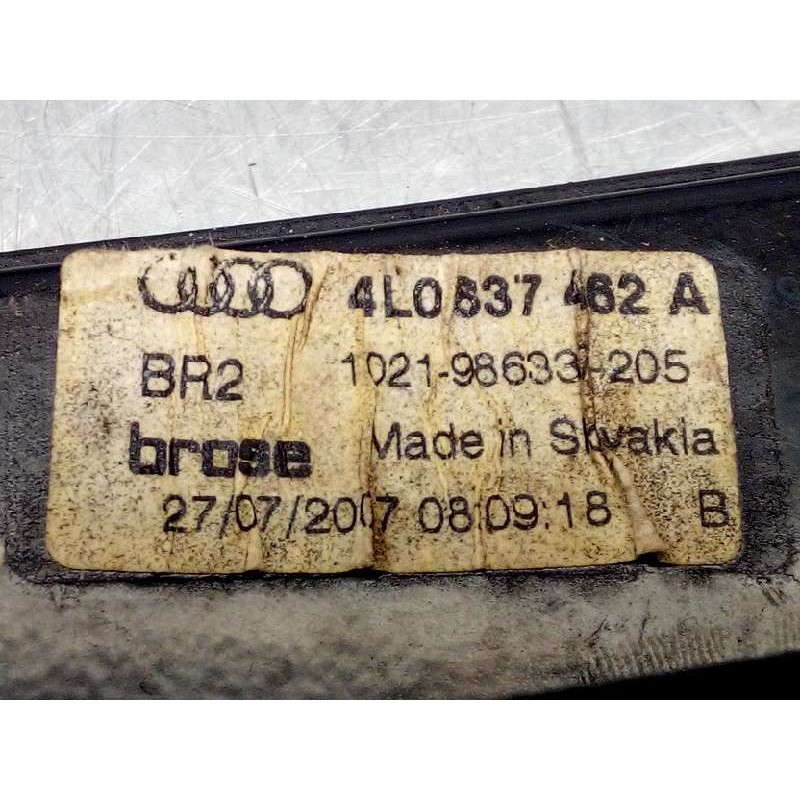 4L0837462 A
BR2 1021-98633-205
brose Made in Slovakia
27/07/2007 08:09:18 B